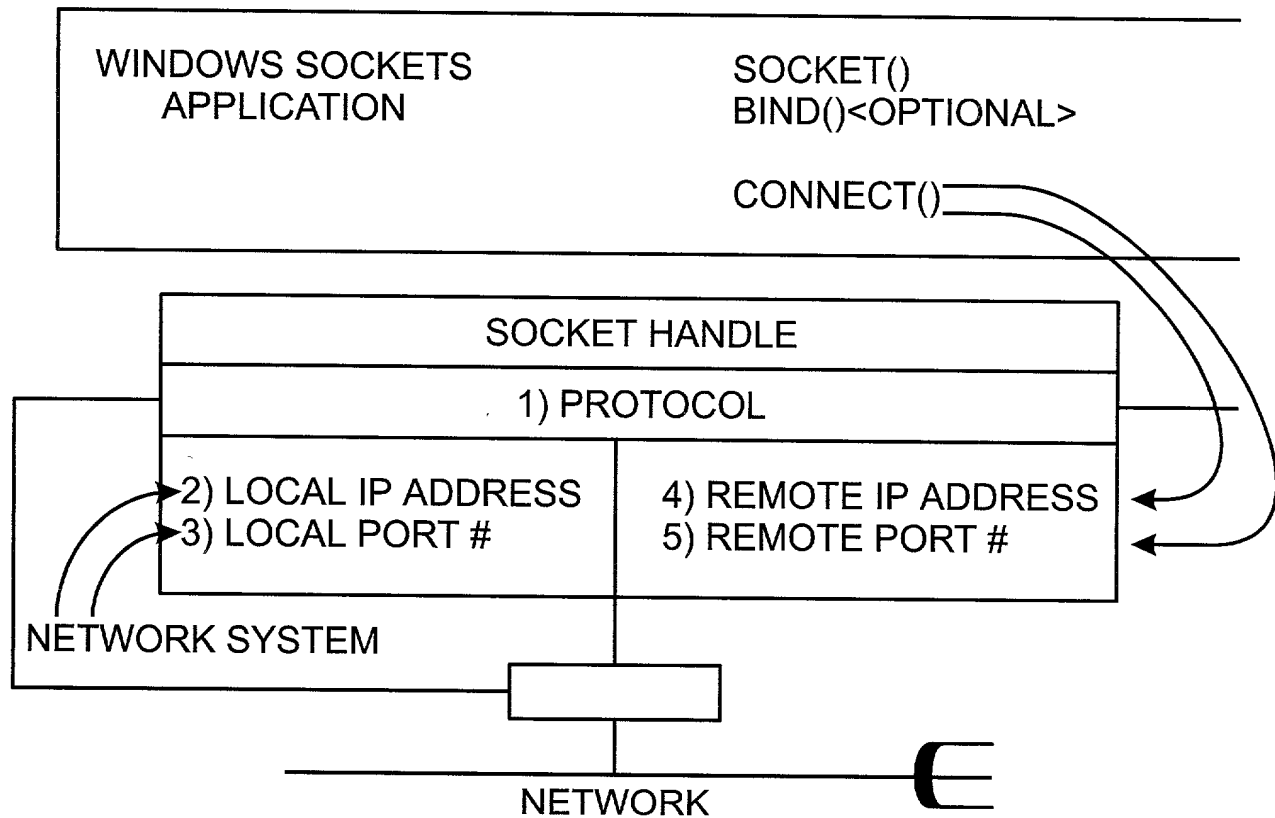 WINDOWS SOCKETS
APPLICATION
SOCKET()
BIND()<OPTIONAL>
CONNECT()
SOCKET HANDLE
1) PROTOCOL
2) LOCAL IP ADDRESS
3) LOCAL PORT #
4) REMOTE IP ADDRESS
5) REMOTE PORT #
NETWORK SYSTEM
NETWORK